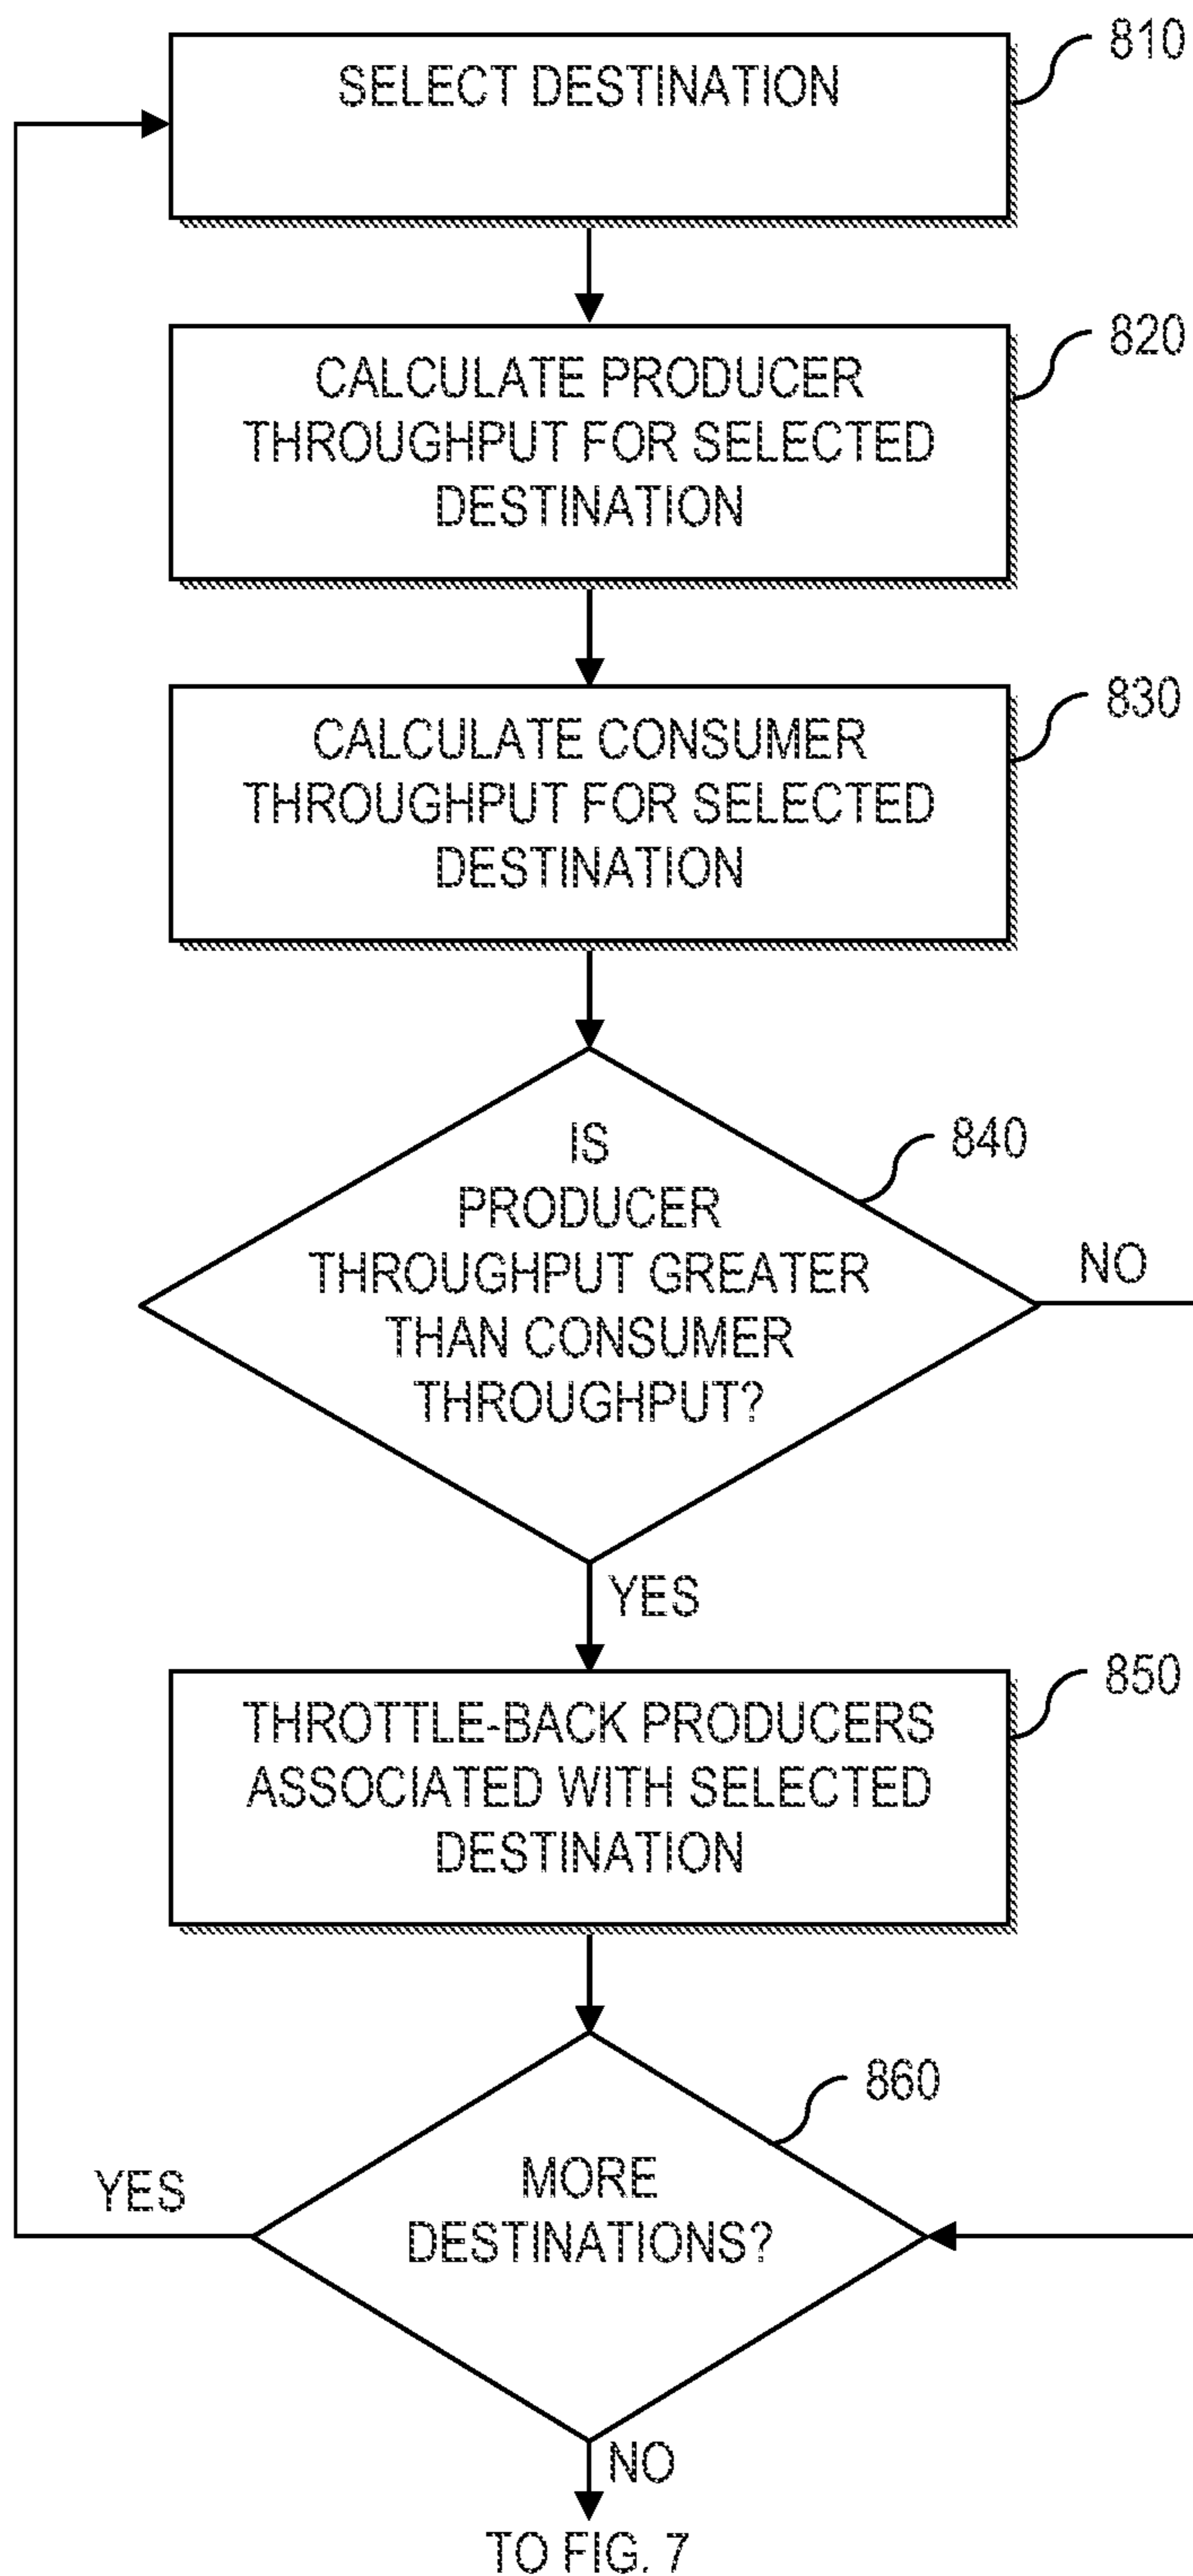 810
SELECT DESTINATION
820
CALCULATE PRODUCER
THROUGHPUT FOR SELECTED
DESTINATION
830
CALCULATE CONSUMER
THROUGHPUT FOR SELECTED
DESTINATION
840
IS
PRODUCER
THROUGHPUT GREATER
THAN CONSUMER
THROUGHPUT?
NO
YES
850
THROTTLE-BACK PRODUCERS
ASSOCIATED WITH SELECTED
DESTINATION
860
MORE
DESTINATIONS?
YES
NO
TO FIG. 7